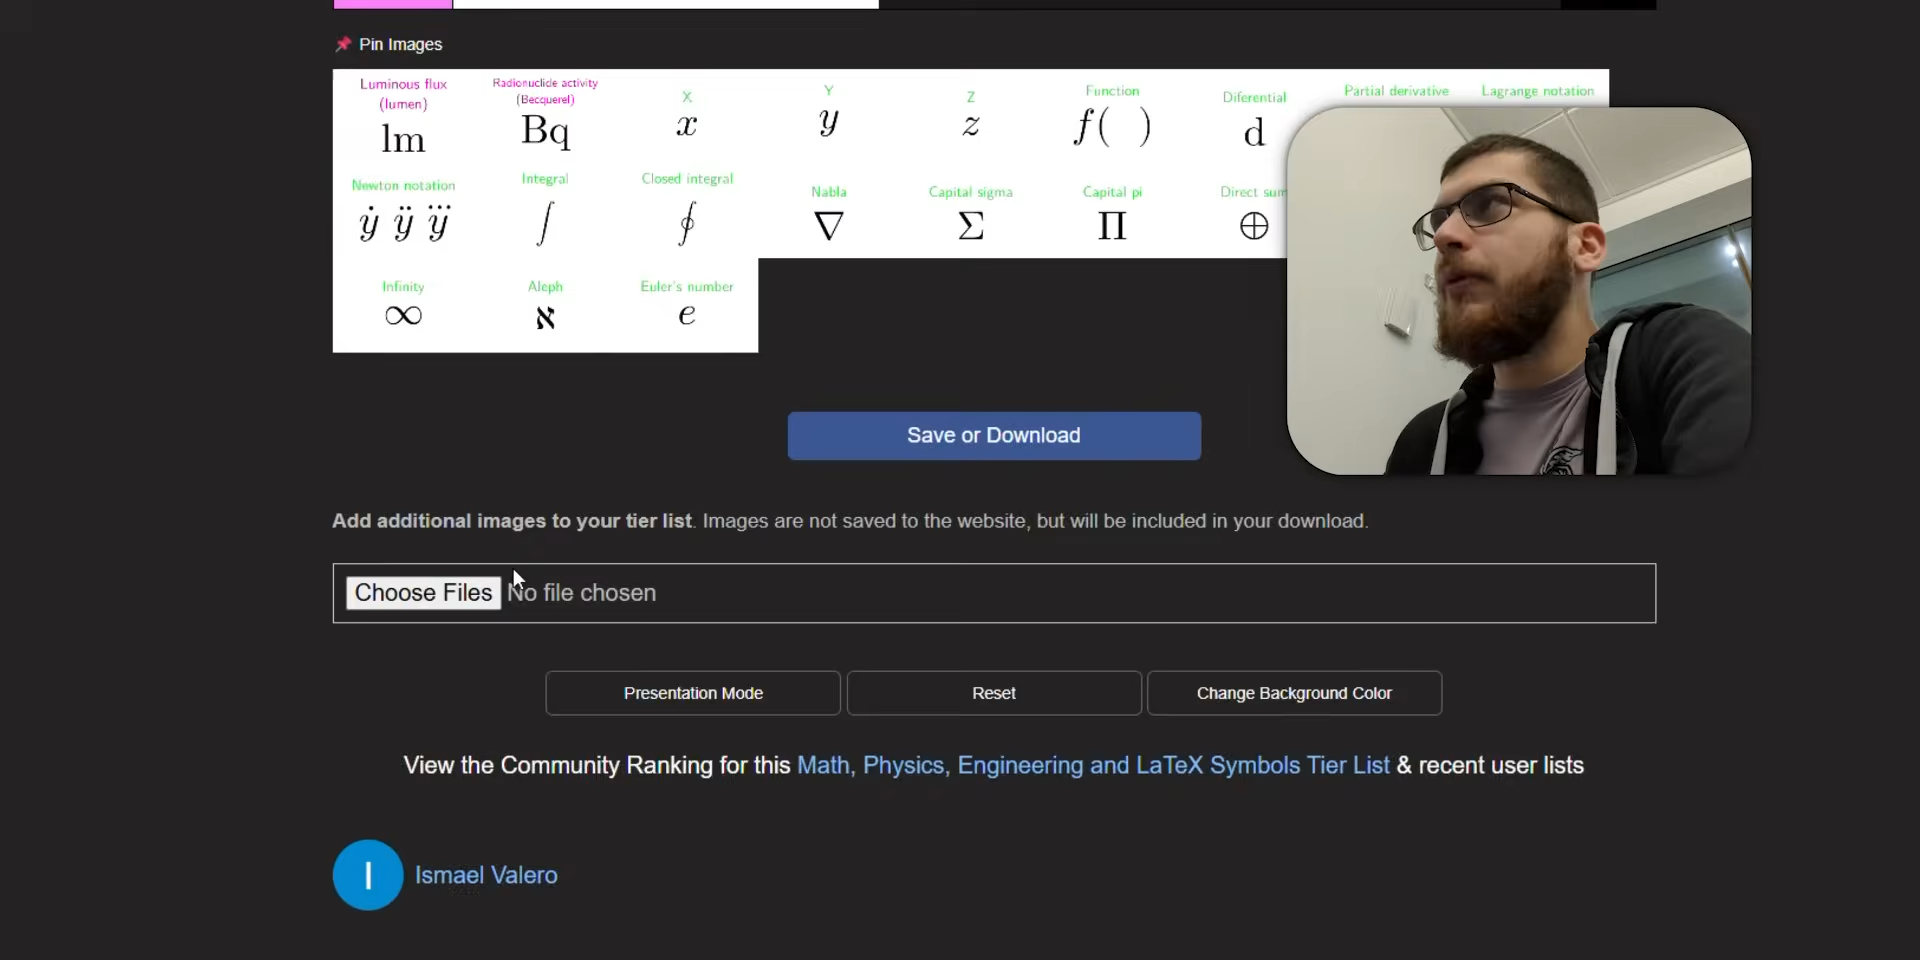 📌 Pin Images
Luminous flux (lumen)
lm
Radionuclide activity (Becquerel)
Bq
X
x
Y
y
Z
z
Function
f( )
Diferential
d
Partial derivative
Lagrange notation
Newton notation
ẏ ÿ y⃛
Integral
∫
Closed integral
∮
Nabla
∇
Capital sigma
Σ
Capital pi
Π
Direct sum
⊕
Infinity
∞
Aleph
ℵ
Euler's number
e
Save or Download
Add additional images to your tier list. Images are not saved to the website, but will be included in your download.
Choose Files No file chosen
Presentation Mode
Reset
Change Background Color
View the Community Ranking for this Math, Physics, Engineering and LaTeX Symbols Tier List & recent user lists
I
Ismael Valero